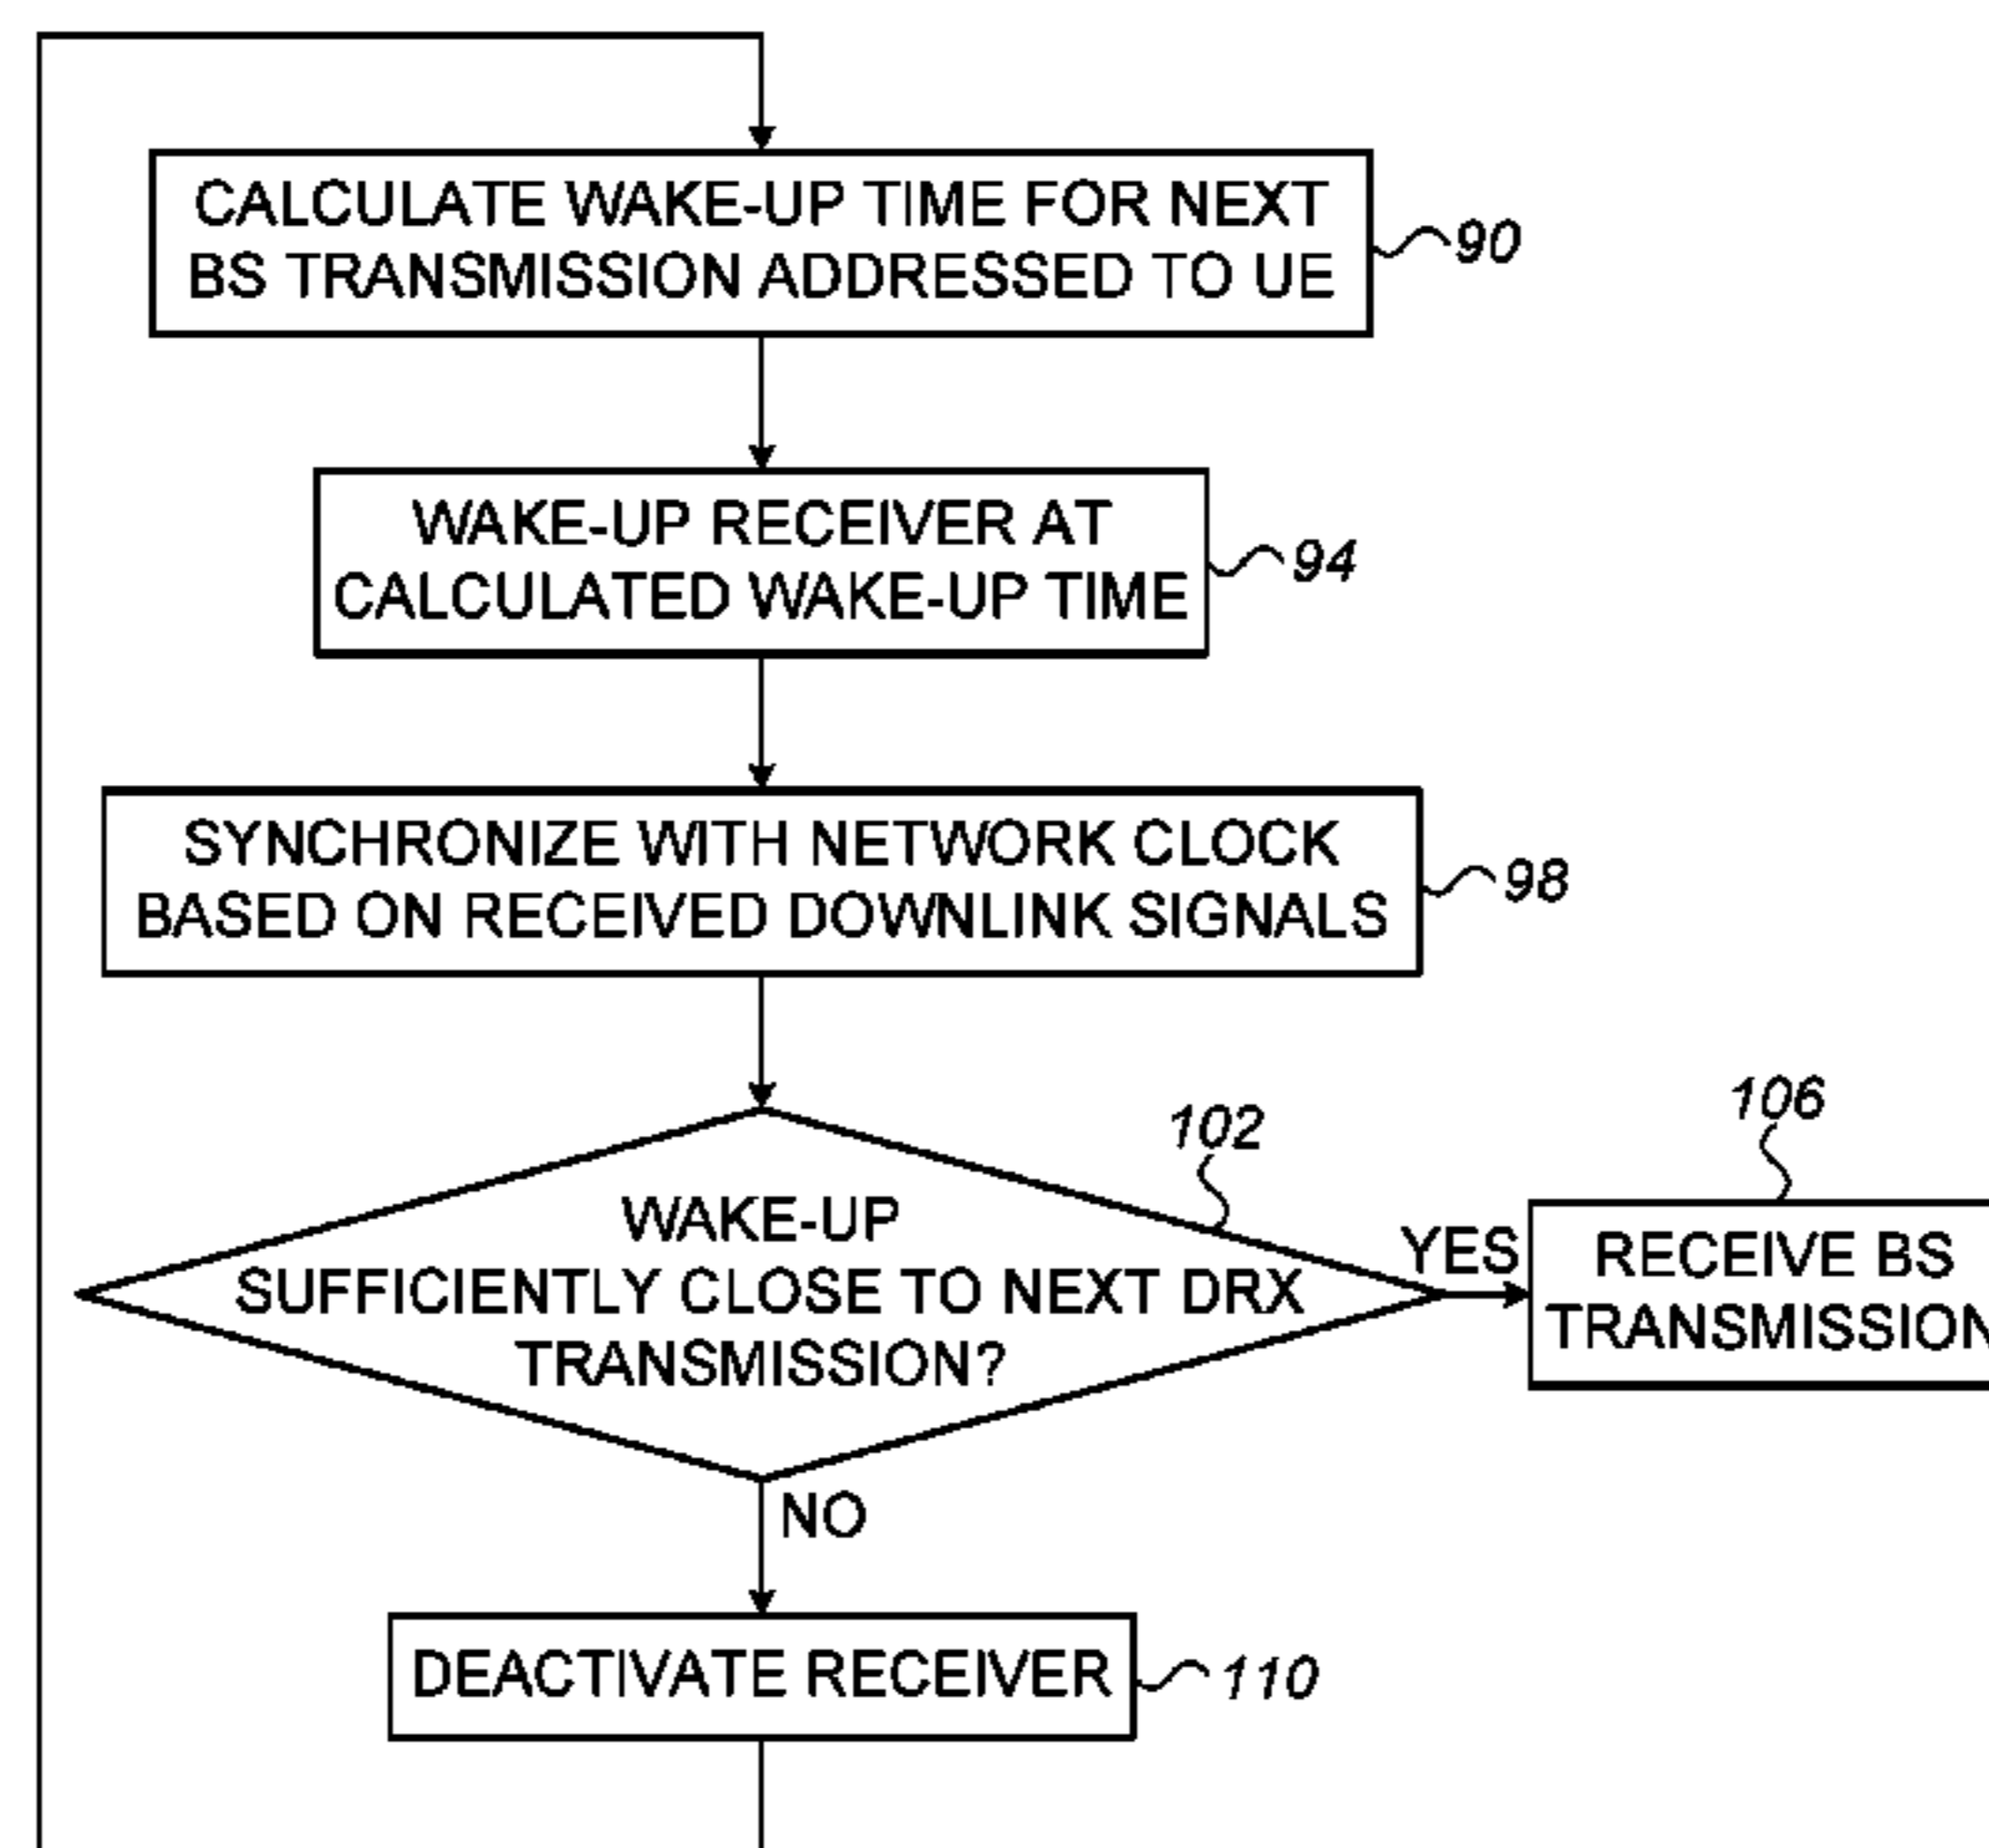 CALCULATE WAKE-UP TIME FOR NEXT
BS TRANSMISSION ADDRESSED TO UE
90
WAKE-UP RECEIVER AT
CALCULATED WAKE-UP TIME
94
SYNCHRONIZE WITH NETWORK CLOCK
BASED ON RECEIVED DOWNLINK SIGNALS
98
102
WAKE-UP
SUFFICIENTLY CLOSE TO NEXT DRX
TRANSMISSION?
YES
106
RECEIVE BS
TRANSMISSION
NO
DEACTIVATE RECEIVER
110